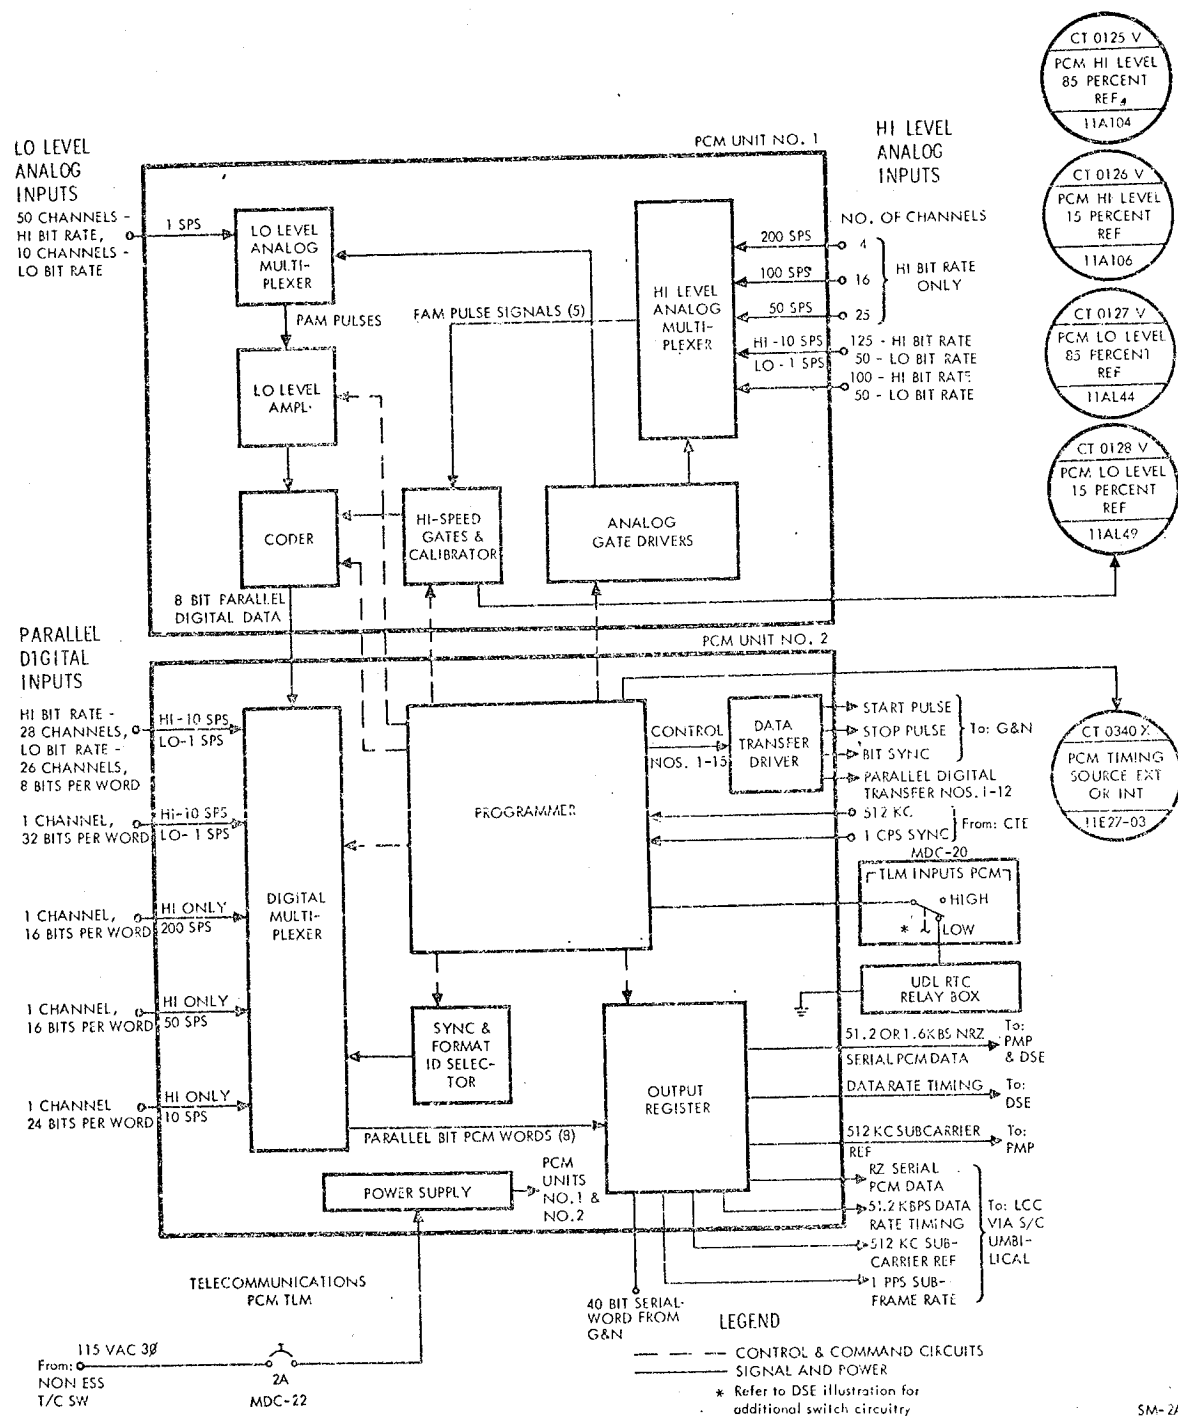 CT 0125 V
PCM HI LEVEL
85 PERCENT
REF
11A104
CT 0126 V
PCM HI LEVEL
15 PERCENT
REF
11A106
CT 0127 V
PCM LO LEVEL
85 PERCENT
REF
11AL44
CT 0128 V
PCM LO LEVEL
15 PERCENT
REF
11AL49
PCM UNIT NO. 1
LO LEVEL
ANALOG
INPUTS
50 CHANNELS -
HI BIT RATE,
10 CHANNELS -
LO BIT RATE
1 SPS
LO LEVEL
ANALOG
MULTI-
PLEXER
PAM PULSES
LO LEVEL
AMPL
CODER
8 BIT PARALLEL
DIGITAL DATA
PAM PULSE SIGNALS (5)
HI-SPEED
GATES &
CALIBRATOR
ANALOG
GATE DRIVERS
HI LEVEL
ANALOG
MULTI-
PLEXER
HI LEVEL
ANALOG
INPUTS
NO. OF CHANNELS
200 SPS
4
100 SPS
16
50 SPS
25
HI BIT RATE
ONLY
HI-10 SPS
LO-1 SPS
125 - HI BIT RATE
50 - LO BIT RATE
100 - HI BIT RATE
50 - LO BIT RATE
PCM UNIT NO. 2
PARALLEL
DIGITAL
INPUTS
HI BIT RATE -
28 CHANNELS,
LO BIT RATE -
26 CHANNELS,
8 BITS PER WORD
HI-10 SPS
LO-1 SPS
1 CHANNEL,
32 BITS PER WORD
HI-10 SPS
LO-1 SPS
1 CHANNEL,
16 BITS PER WORD
HI ONLY
200 SPS
1 CHANNEL,
16 BITS PER WORD
HI ONLY
50 SPS
1 CHANNEL
24 BITS PER WORD
HI ONLY
10 SPS
DIGITAL
MULTI-
PLEXER
PROGRAMMER
SYNC &
FORMAT
ID SELEC-
TOR
CONTROL
NOS. 1-15
DATA
TRANSFER
DRIVER
START PULSE
STOP PULSE
BIT SYNC
To: G&N
PARALLEL DIGITAL
TRANSFER NOS. 1-12
512 KC
1 CPS SYNC
From: CTE
CT 0340 X
PCM TIMING
SOURCE EXT
OR INT
11E27-03
MDC-20
TLM INPUTS PCM
HIGH
*
LOW
UDL RTC
RELAY BOX
OUTPUT
REGISTER
51.2 OR 1.6KBS NRZ
SERIAL PCM DATA
To:
PMP
& DSE
DATA RATE TIMING
To:
DSE
512 KC SUBCARRIER
REF
To:
PMP
RZ SERIAL
PCM DATA
51.2 KBPS DATA
RATE TIMING
512 KC SUB-
CARRIER REF
1 PPS SUB-
FRAME RATE
To: LCC
VIA S/C
UMBI-
LICAL
PARALLEL BIT PCM WORDS (8)
POWER SUPPLY
PCM
UNITS
NO.1 &
NO.2
40 BIT SERIAL-
WORD FROM
G&N
TELECOMMUNICATIONS
PCM TLM
115 VAC 3Ø
From:
NON ESS
T/C SW
2A
MDC-22
LEGEND
CONTROL & COMMAND CIRCUITS
SIGNAL AND POWER
* Refer to DSE illustration for
additional switch circuitry
SM-2A